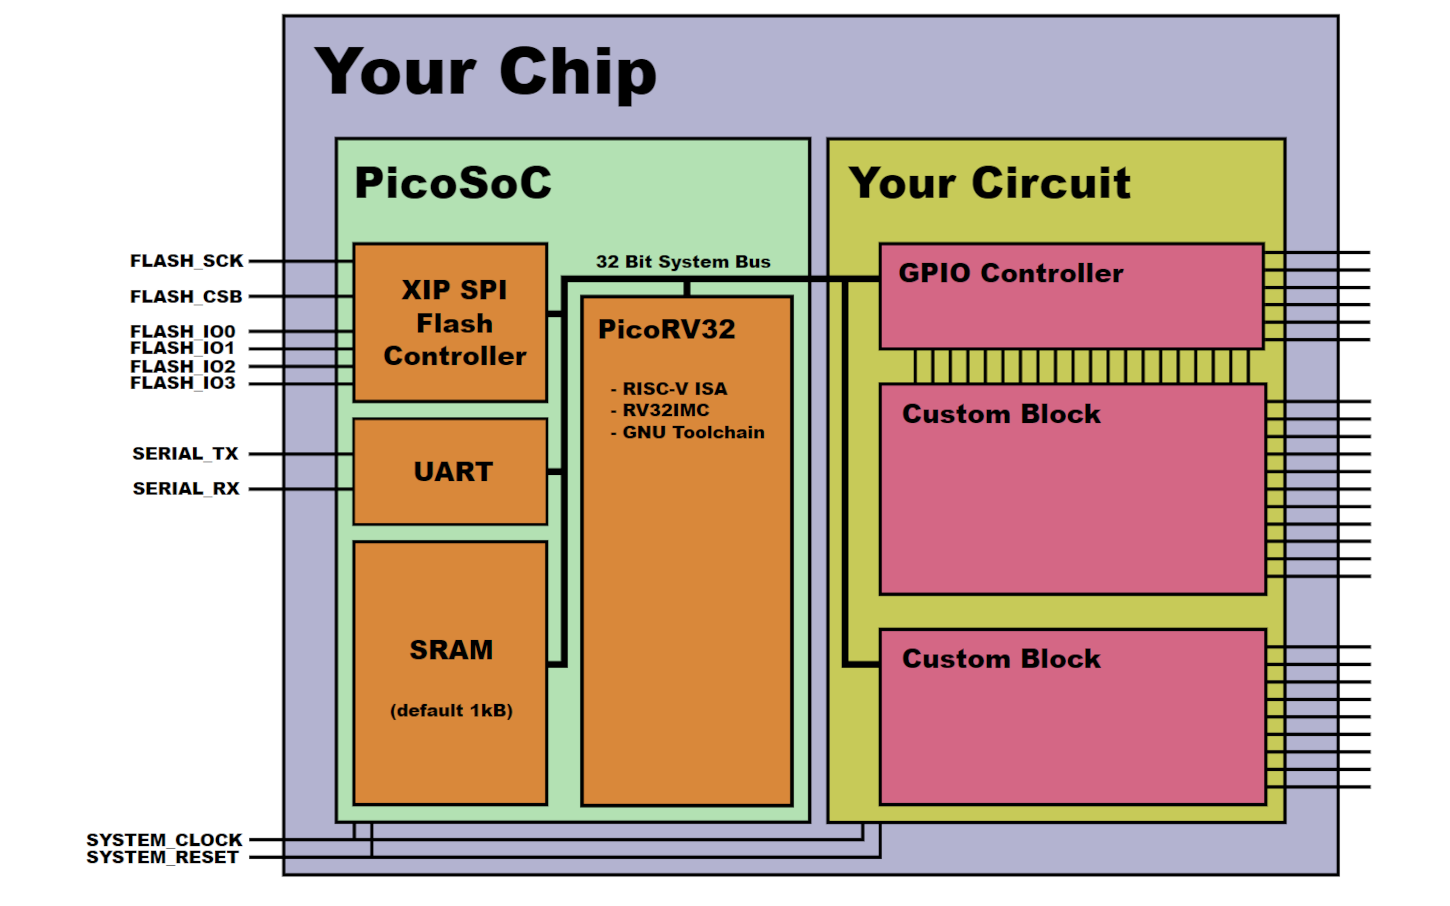 Your Chip
PicoSoC
Your Circuit
FLASH_SCK
FLASH_CSB
FLASH_IO0
FLASH_IO1
FLASH_IO2
FLASH_IO3
SERIAL_TX
SERIAL_RX
SYSTEM_CLOCK
SYSTEM_RESET
XIP SPI
Flash
Controller
UART
SRAM
(default 1kB)
32 Bit System Bus
PicoRV32
- RISC-V ISA
- RV32IMC
- GNU Toolchain
GPIO Controller
Custom Block
Custom Block